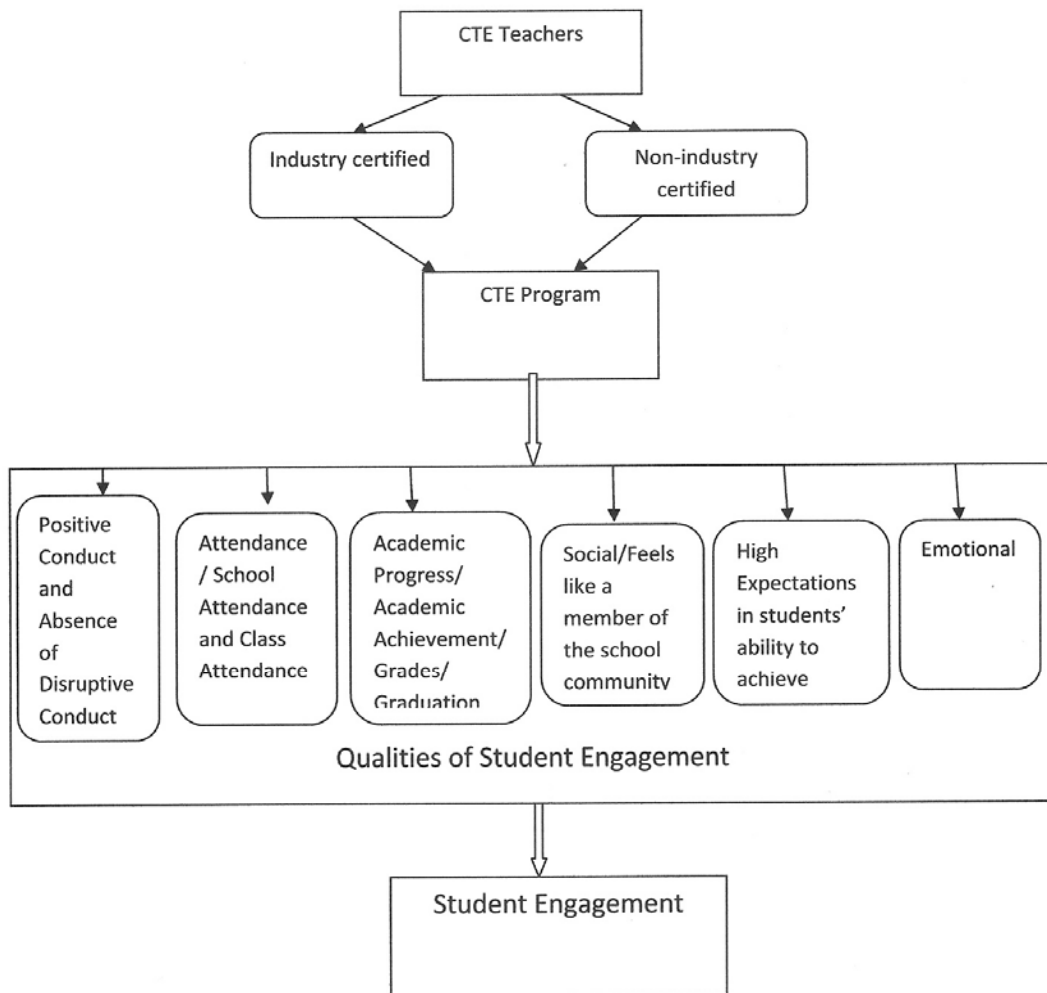 CTE Teachers
Industry certified
Non-industry
certified
CTE Program
Positive
Conduct
and
Absence
of
Disruptive
Conduct
Attendance
/ School
Attendance
and Class
Attendance
Academic
Progress/
Academic
Achievement/
Grades/
Graduation
Social/Feels
like a
member of
the school
community
High
Expectations
in students'
ability to
achieve
Emotional
Qualities of Student Engagement
Student Engagement